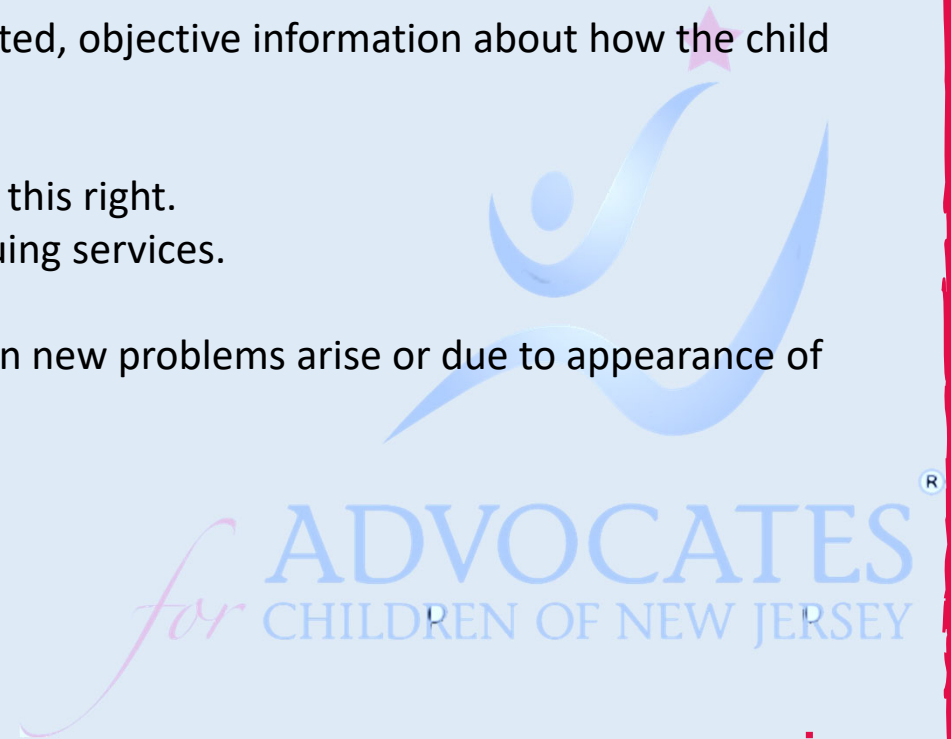 ted, objective information about how the child
this right.
uing services.
n new problems arise or due to appearance of
®
ADVOCATES
for CHILDREN OF NEW JERSEY